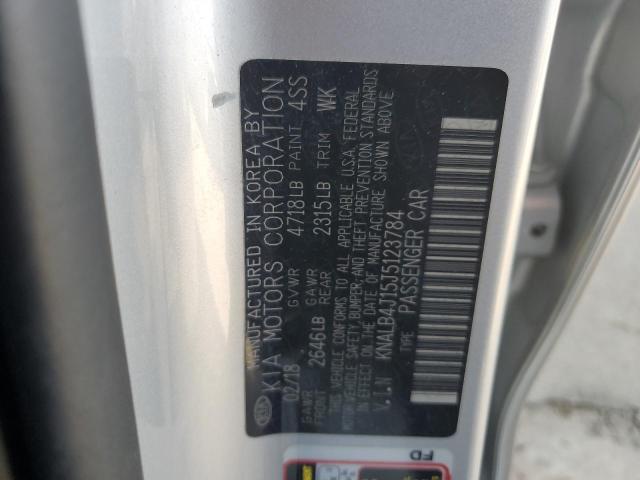 MANUFACTURED IN KOREA BY
KIA MOTORS CORPORATION
02/18 GVWR 4718LB PAINT 4SS
GAWR FRONT 2646LB GAWR REAR 2315LB TRIM WK
THIS VEHICLE CONFORMS TO ALL APPLICABLE U.S.A. FEDERAL
MOTOR VEHICLE SAFETY, BUMPER, AND THEFT PREVENTION STANDARDS
IN EFFECT ON THE DATE OF MANUFACTURE SHOWN ABOVE
V.I.N KNALB4J15J5123784
PASSENGER CAR
KIA
FD